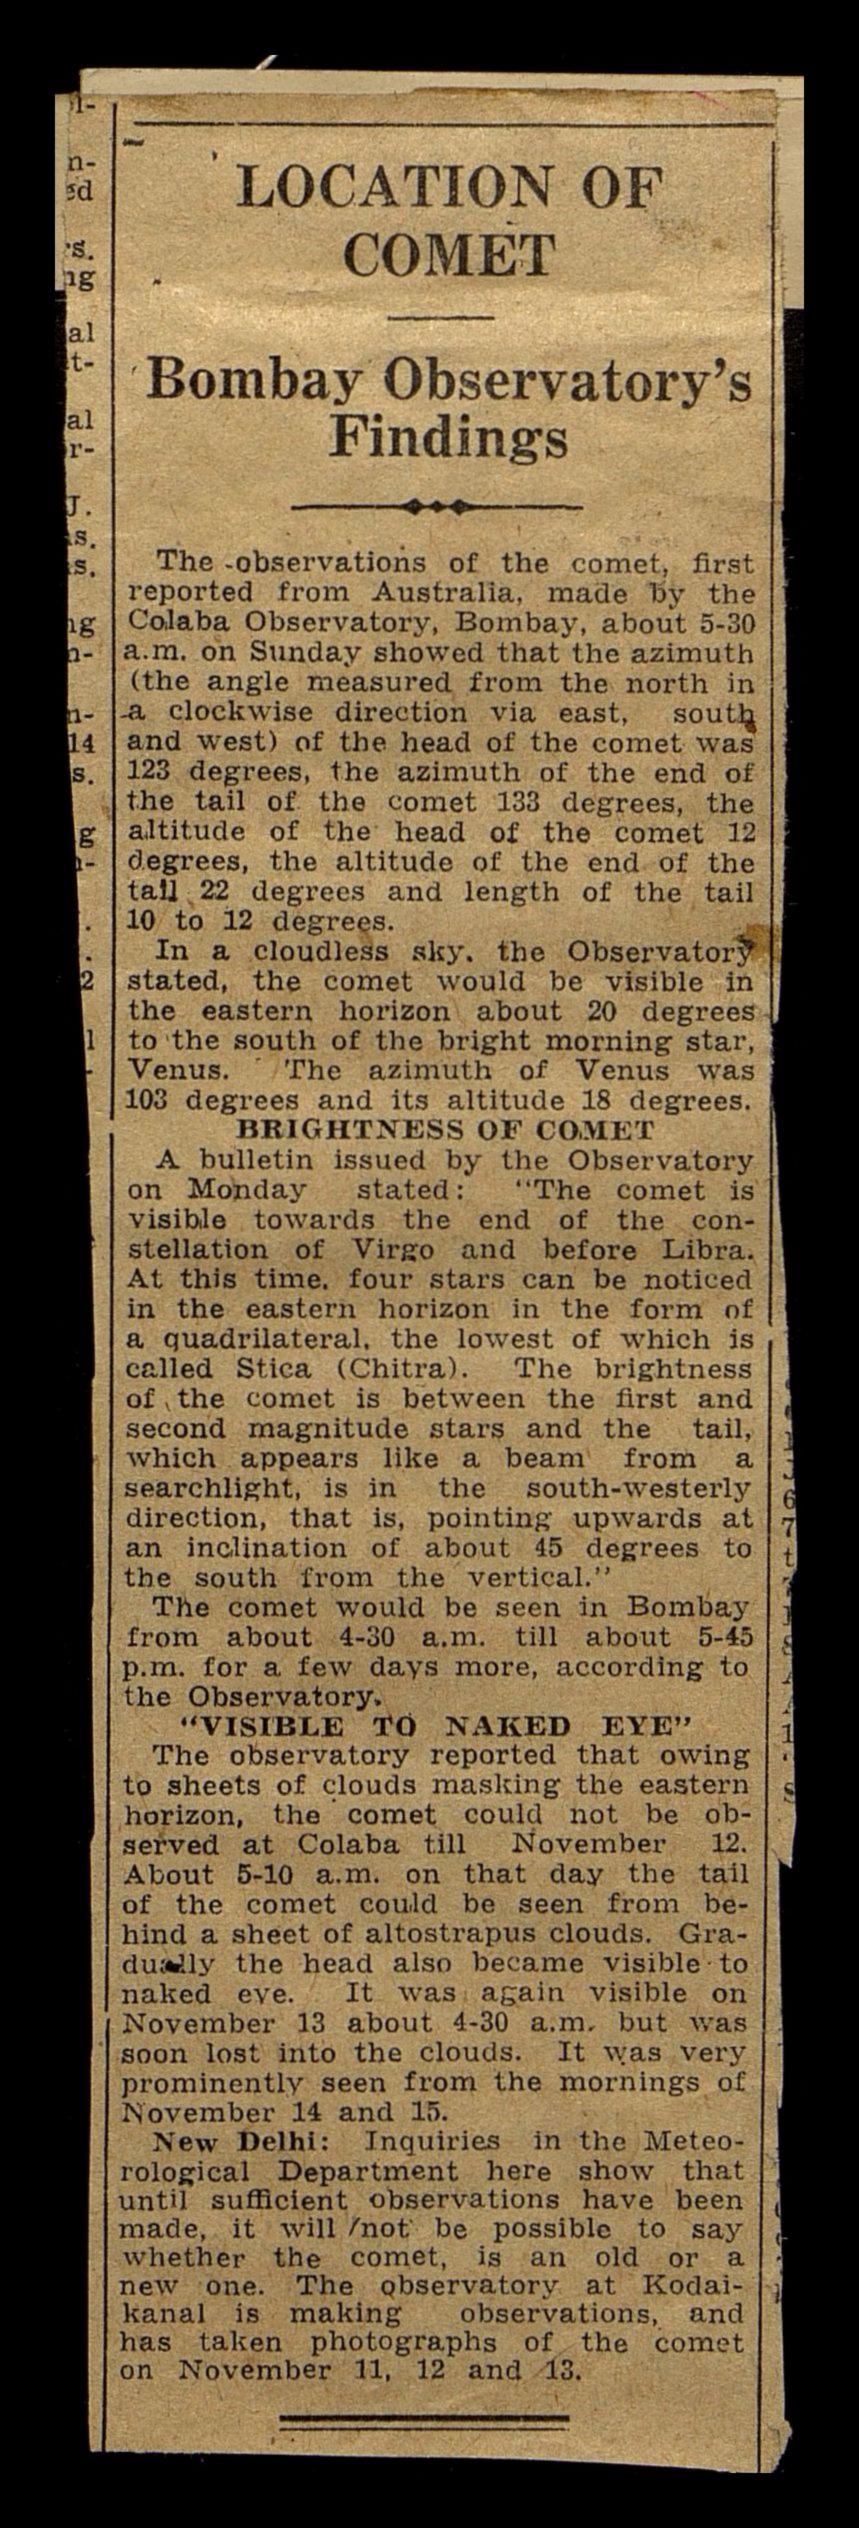 LOCATION OF
COMET
Bombay Observatory's
Findings
The observations of the comet, first
reported from Australia, made by the
Colaba Observatory, Bombay, about 5-30
a.m. on Sunday showed that the azimuth
(the angle measured from the north in
a clockwise direction via east, south
and west) of the head of the comet was
123 degrees, the azimuth of the end of
the tail of the comet 133 degrees, the
altitude of the head of the comet 12
degrees, the altitude of the end of the
tail 22 degrees and length of the tail
10 to 12 degrees.
In a cloudless sky, the Observatory
stated, the comet would be visible in
the eastern horizon about 20 degrees
to the south of the bright morning star,
Venus. The azimuth of Venus was
103 degrees and its altitude 18 degrees.
BRIGHTNESS OF COMET
A bulletin issued by the Observatory
on Monday stated: "The comet is
visible towards the end of the con-
stellation of Virgo and before Libra.
At this time, four stars can be noticed
in the eastern horizon in the form of
a quadrilateral, the lowest of which is
called Stica (Chitra). The brightness
of the comet is between the first and
second magnitude stars and the tail,
which appears like a beam from a
searchlight, is in the south-westerly
direction, that is, pointing upwards at
an inclination of about 45 degrees to
the south from the vertical."
The comet would be seen in Bombay
from about 4-30 a.m. till about 5-45
p.m. for a few days more, according to
the Observatory.
"VISIBLE TO NAKED EYE"
The observatory reported that owing
to sheets of clouds masking the eastern
horizon, the comet could not be ob-
served at Colaba till November 12.
About 5-10 a.m. on that day the tail
of the comet could be seen from be-
hind a sheet of altostrapus clouds. Gra-
dually the head also became visible to
naked eye. It was again visible on
November 13 about 4-30 a.m. but was
soon lost into the clouds. It was very
prominently seen from the mornings of
November 14 and 15.
New Delhi: Inquiries in the Meteo-
rological Department here show that
until sufficient observations have been
made, it will not be possible to say
whether the comet, is an old or a
new one. The observatory at Kodai-
kanal is making observations, and
has taken photographs of the comet
on November 11, 12 and 13.